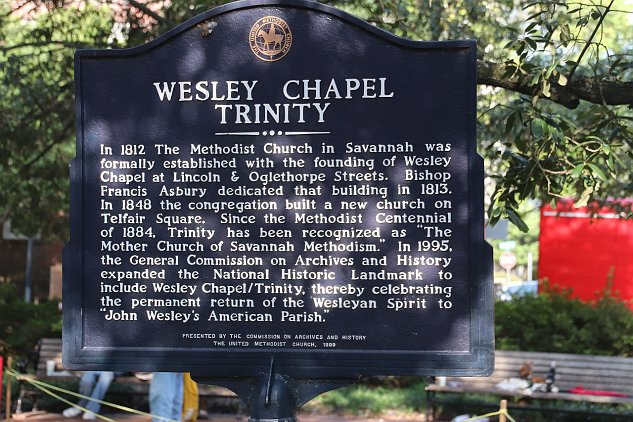 WESLEY CHAPEL
TRINITY
In 1812 The Methodist Church in Savannah was
formally established with the founding of Wesley
Chapel at Lincoln & Oglethorpe Streets. Bishop
Francis Asbury dedicated that building in 1813.
In 1848 the congregation built a new church on
Telfair Square. Since the Methodist Centennial
of 1884, Trinity has been recognized as "The
Mother Church of Savannah Methodism." In 1995,
the General Commission on Archives and History
expanded the National Historic Landmark to
include Wesley Chapel/Trinity, thereby celebrating
the permanent return of the Wesleyan Spirit to
"John Wesley's American Parish."
PRESENTED BY THE COMMISSION ON ARCHIVES AND HISTORY
THE UNITED METHODIST CHURCH, 1999